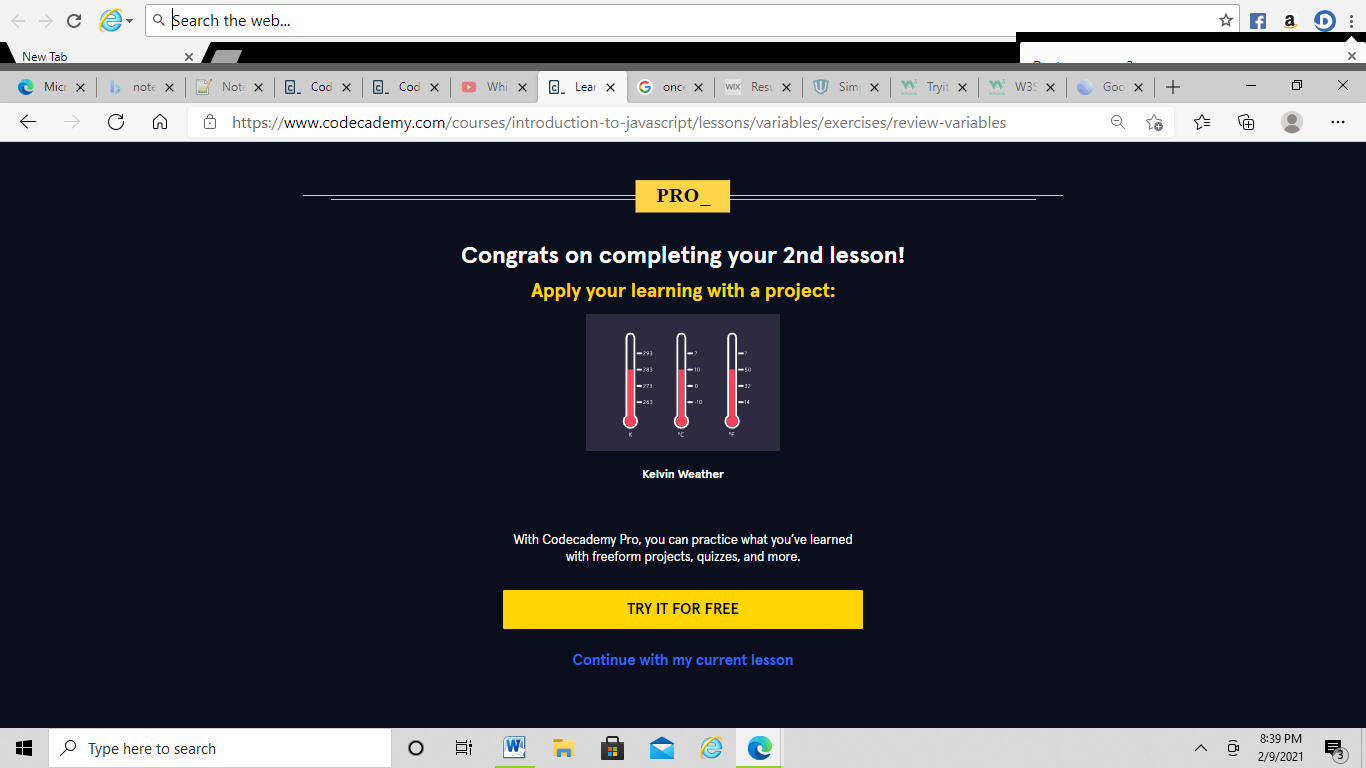 Search the web...
New Tab
Micr
note
Note
Cod
Cod
Whi
Lear
onc
WIX Resu
Sim
Tryit
W3S
Goo
https://www.codecademy.com/courses/introduction-to-javascript/lessons/variables/exercises/review-variables
PRO_
Congrats on completing your 2nd lesson!
Apply your learning with a project:
293 ? ?
283 10 50
273 0 32
263 -10 14
K °C °F
Kelvin Weather
With Codecademy Pro, you can practice what you've learned
with freeform projects, quizzes, and more.
TRY IT FOR FREE
Continue with my current lesson
Type here to search
8:39 PM
2/9/2021
3